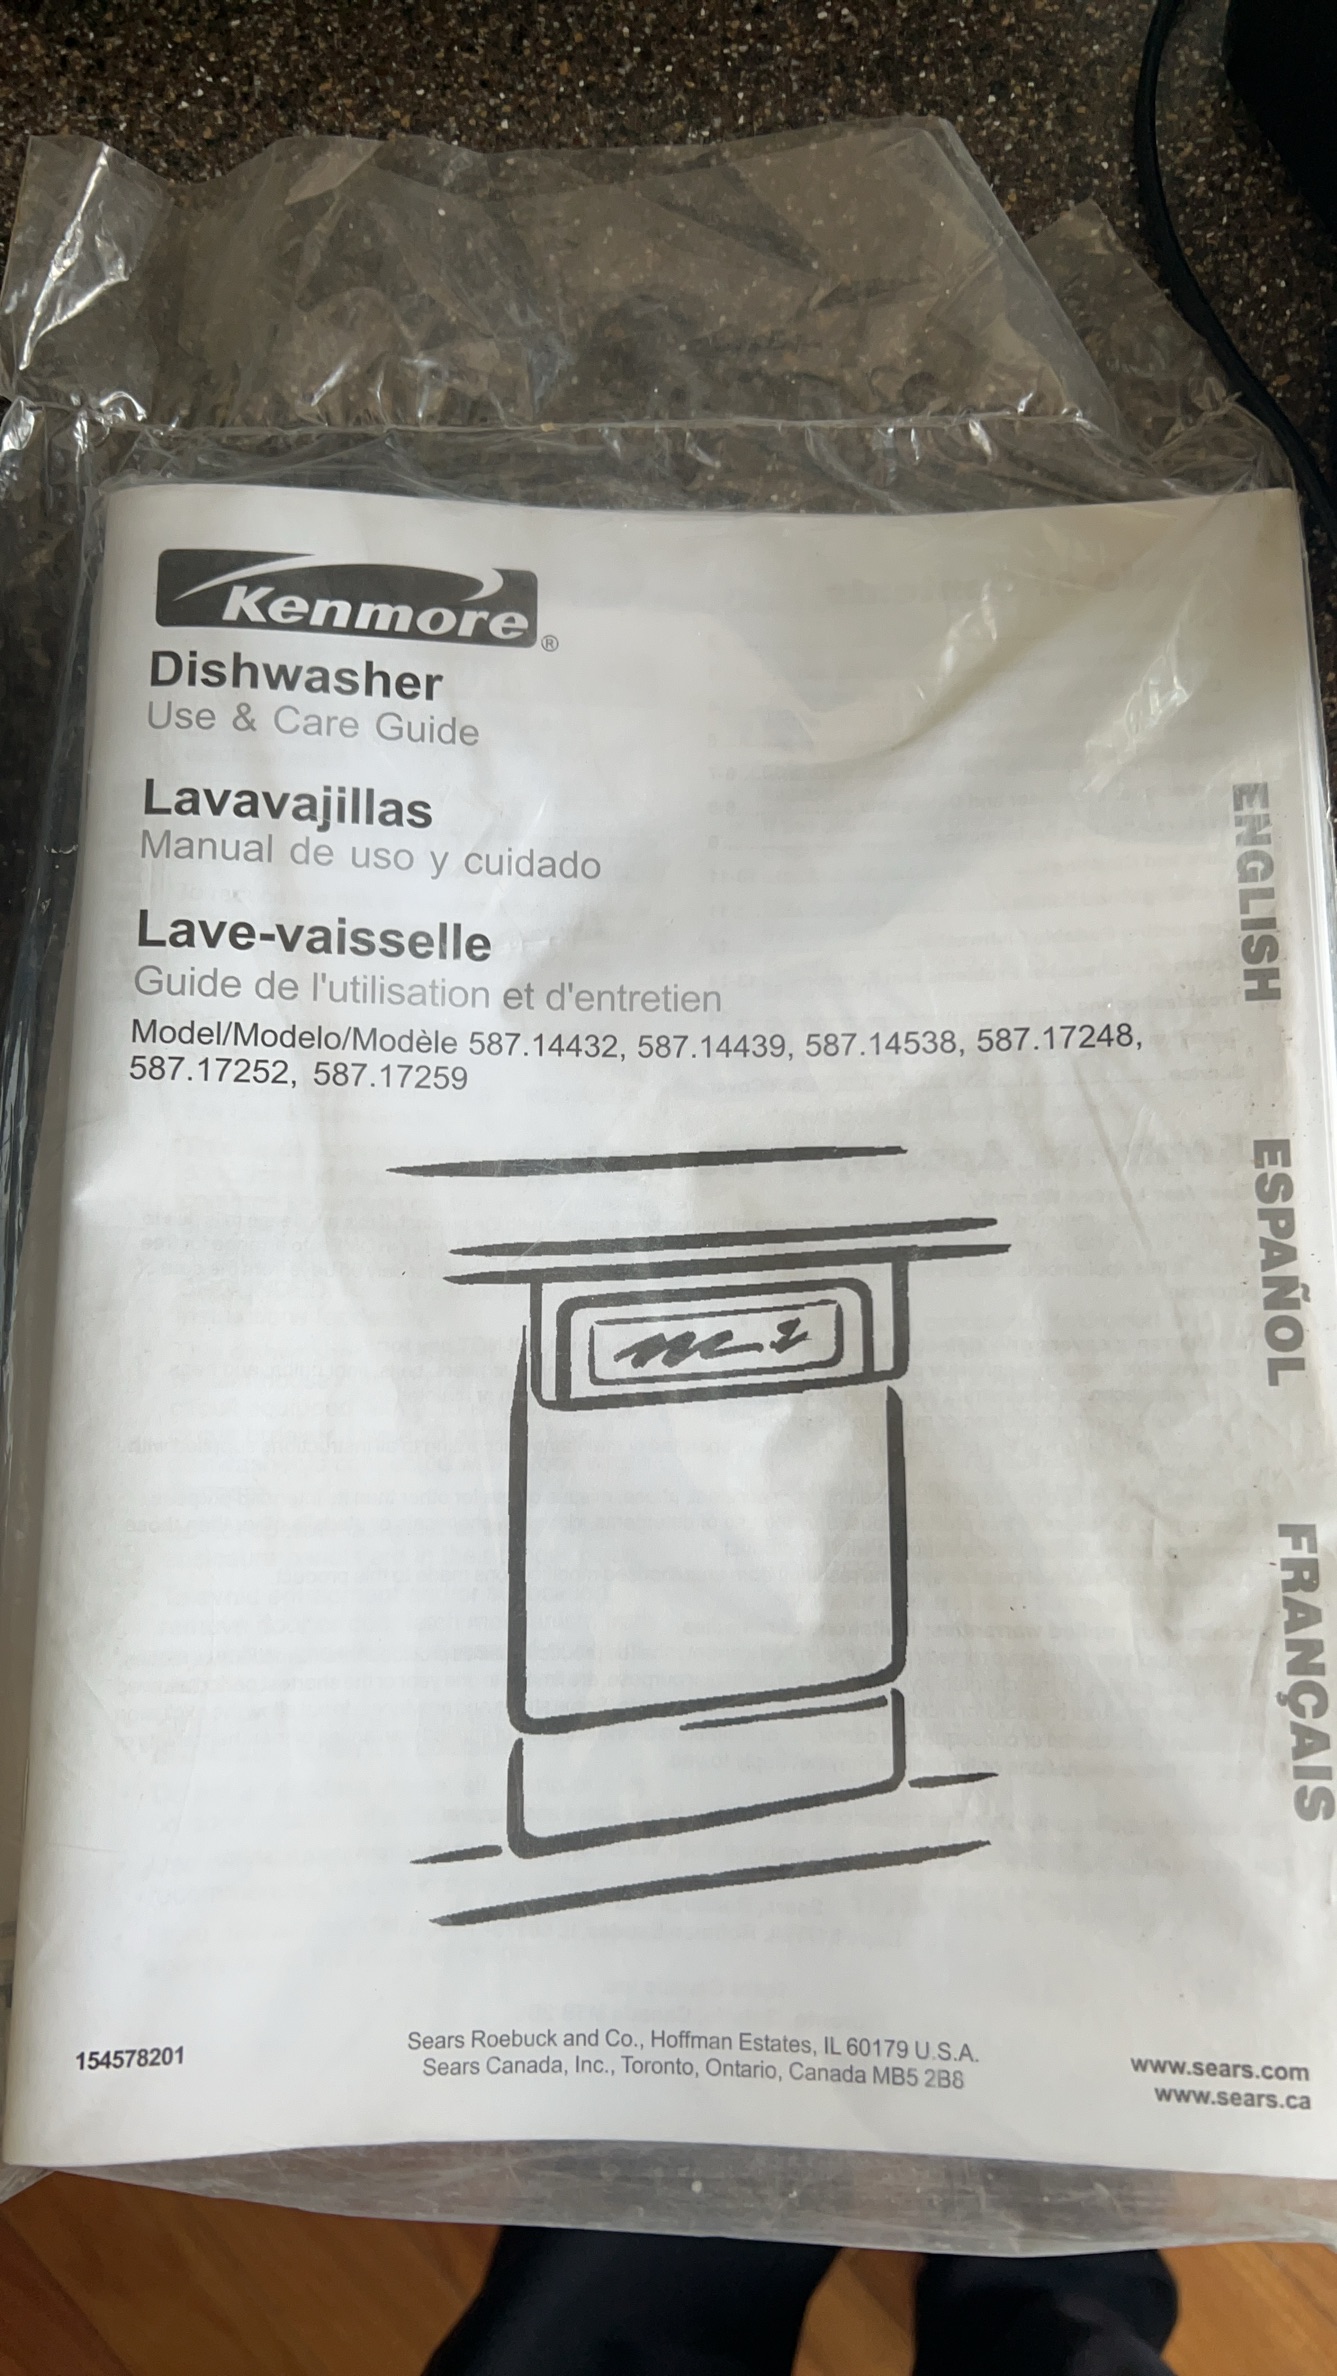 Kenmore®
Dishwasher
Use & Care Guide
Lavavajillas
Manual de uso y cuidado
Lave-vaisselle
Guide de l'utilisation et d'entretien
Model/Modelo/Modèle 587.14432, 587.14439, 587.14538, 587.17248,
587.17252, 587.17259
ENGLISH
ESPAÑOL
FRANÇAIS
154578201
Sears Roebuck and Co., Hoffman Estates, IL 60179 U.S.A.
Sears Canada, Inc., Toronto, Ontario, Canada MB5 2B8
www.sears.com
www.sears.ca